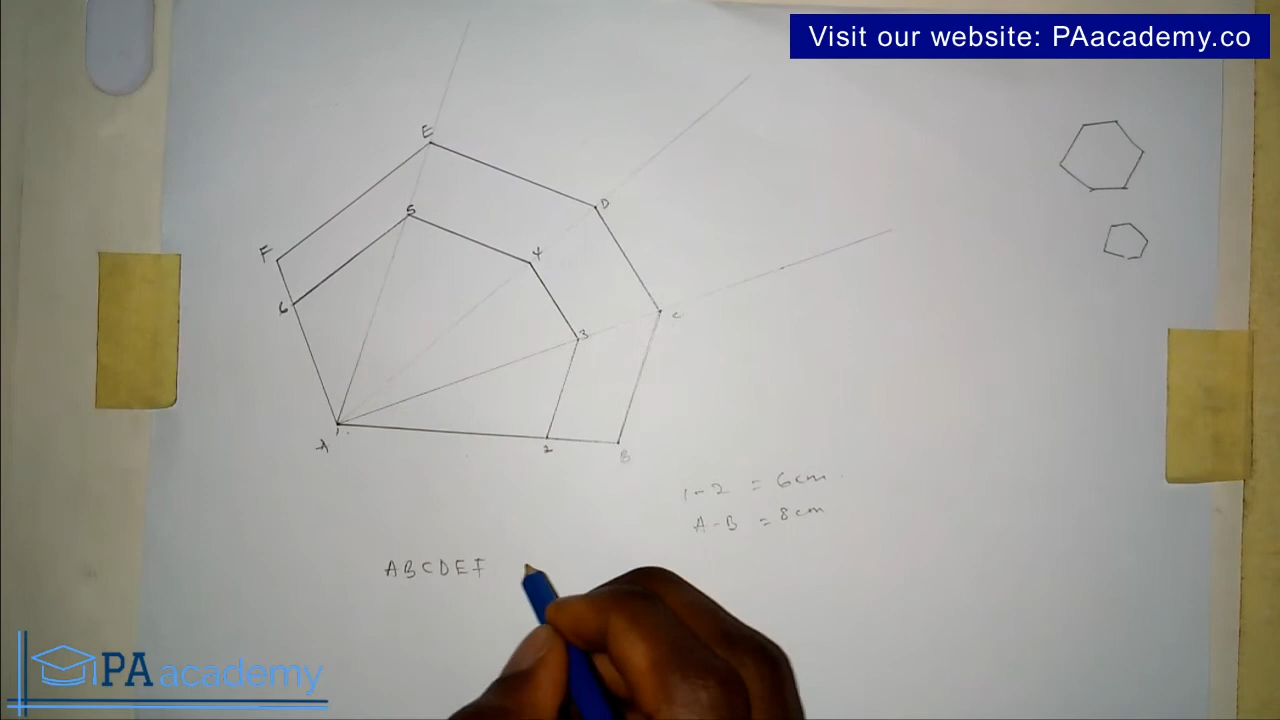 Visit our website: PAacademy.co
E
D
5
F
4
6
3
C
1
A
2
B
1-2 = 6cm
A-B = 8cm
ABCDEF
PA academy